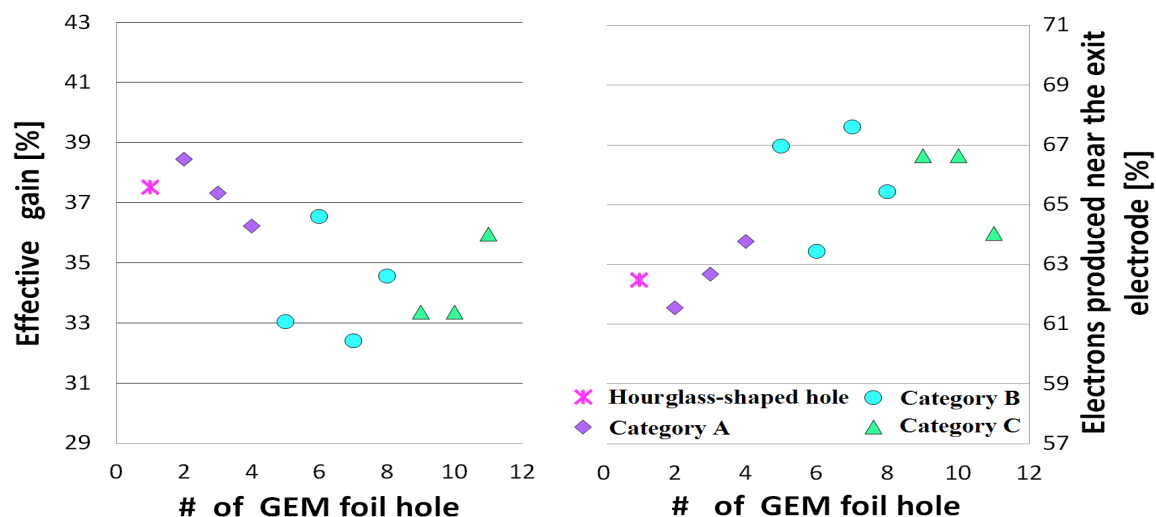 43
41
39
37
35
33
31
29
Effective gain [%]
0 2 4 6 8 10 12
# of GEM foil hole
71
69
67
65
63
61
59
57
Electrons produced near the exit
electrode [%]
Hourglass-shaped hole
Category A
Category B
Category C
0 2 4 6 8 10 12
# of GEM foil hole